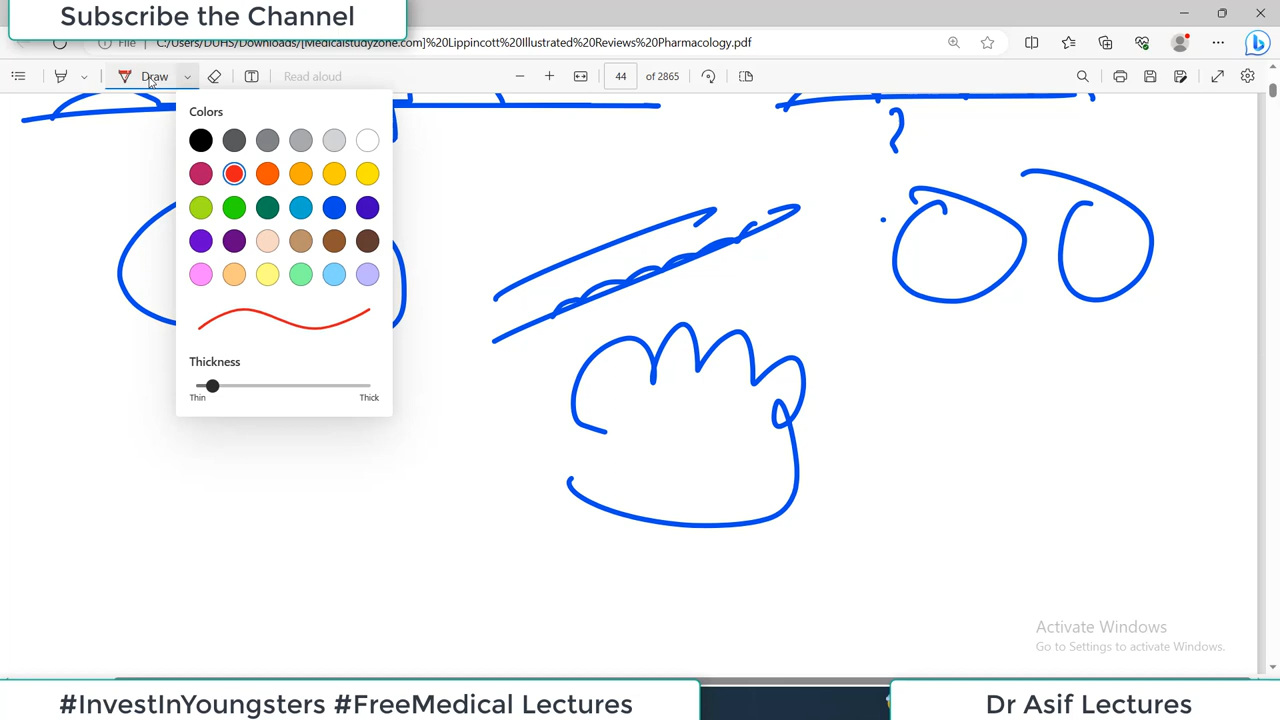 Subscribe the Channel
File C:/Users/DUHS/Downloads/[Medicalstudyzone.com]%20Lippincott%20Illustrated%20Reviews%20Pharmacology.pdf
Draw Read aloud 44 of 2865
Colors
Thickness
Thin Thick
?
Activate Windows
Go to Settings to activate Windows.
#InvestInYoungsters #FreeMedical Lectures Dr Asif Lectures